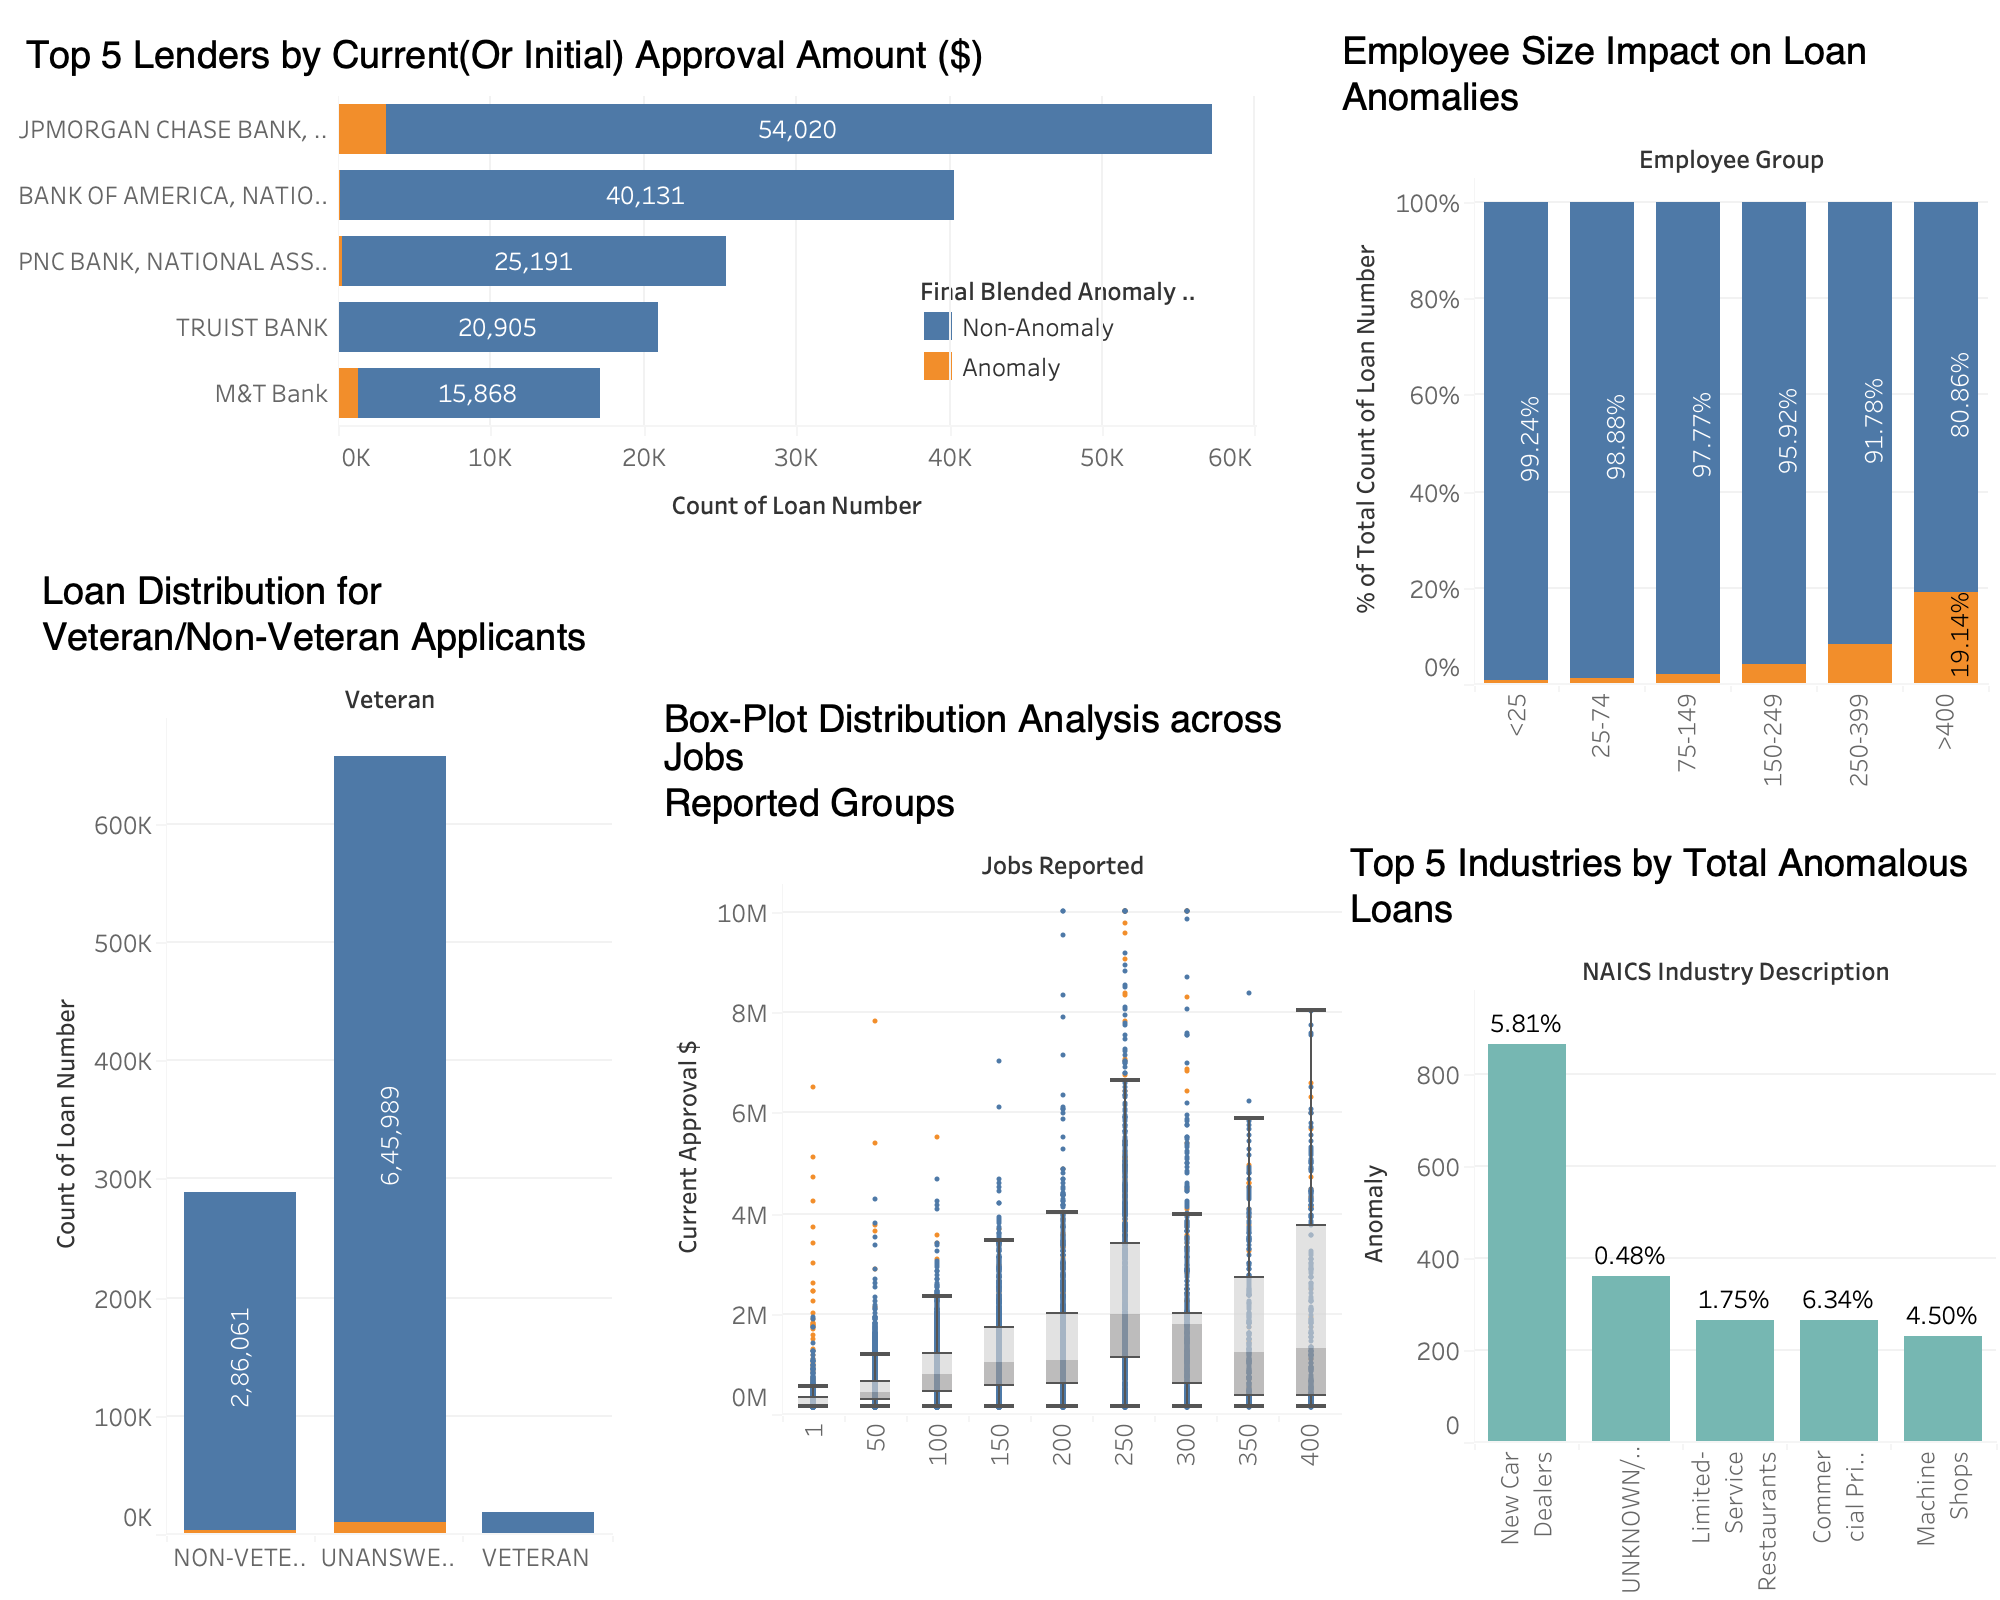 Top 5 Lenders by Current(Or Initial) Approval Amount ($)
JPMORGAN CHASE BANK, ..
54,020
BANK OF AMERICA, NATIO..
40,131
PNC BANK, NATIONAL ASS..
25,191
TRUIST BANK
20,905
M&T Bank
15,868
0K
10K
20K
30K
40K
50K
60K
Count of Loan Number
Final Blended Anomaly ..
Non-Anomaly
Anomaly
Employee Size Impact on Loan
Anomalies
Employee Group
% of Total Count of Loan Number
100%
80%
60%
40%
20%
0%
99.24%
98.88%
97.77%
95.92%
91.78%
80.86%
19.14%
<25
25-74
75-149
150-249
250-399
>400
Loan Distribution for
Veteran/Non-Veteran Applicants
Veteran
Count of Loan Number
600K
500K
400K
300K
200K
100K
0K
2,86,061
6,45,989
NON-VETE..
UNANSWE..
VETERAN
Box-Plot Distribution Analysis across
Jobs
Reported Groups
Jobs Reported
Current Approval $
10M
8M
6M
4M
2M
0M
1
50
100
150
200
250
300
350
400
Top 5 Industries by Total Anomalous
Loans
NAICS Industry Description
Anomaly
800
600
400
200
0
5.81%
0.48%
1.75%
6.34%
4.50%
New Car
Dealers
UNKNOWN/..
Limited-
Service
Restaurants
Commer
cial Pri..
Machine
Shops